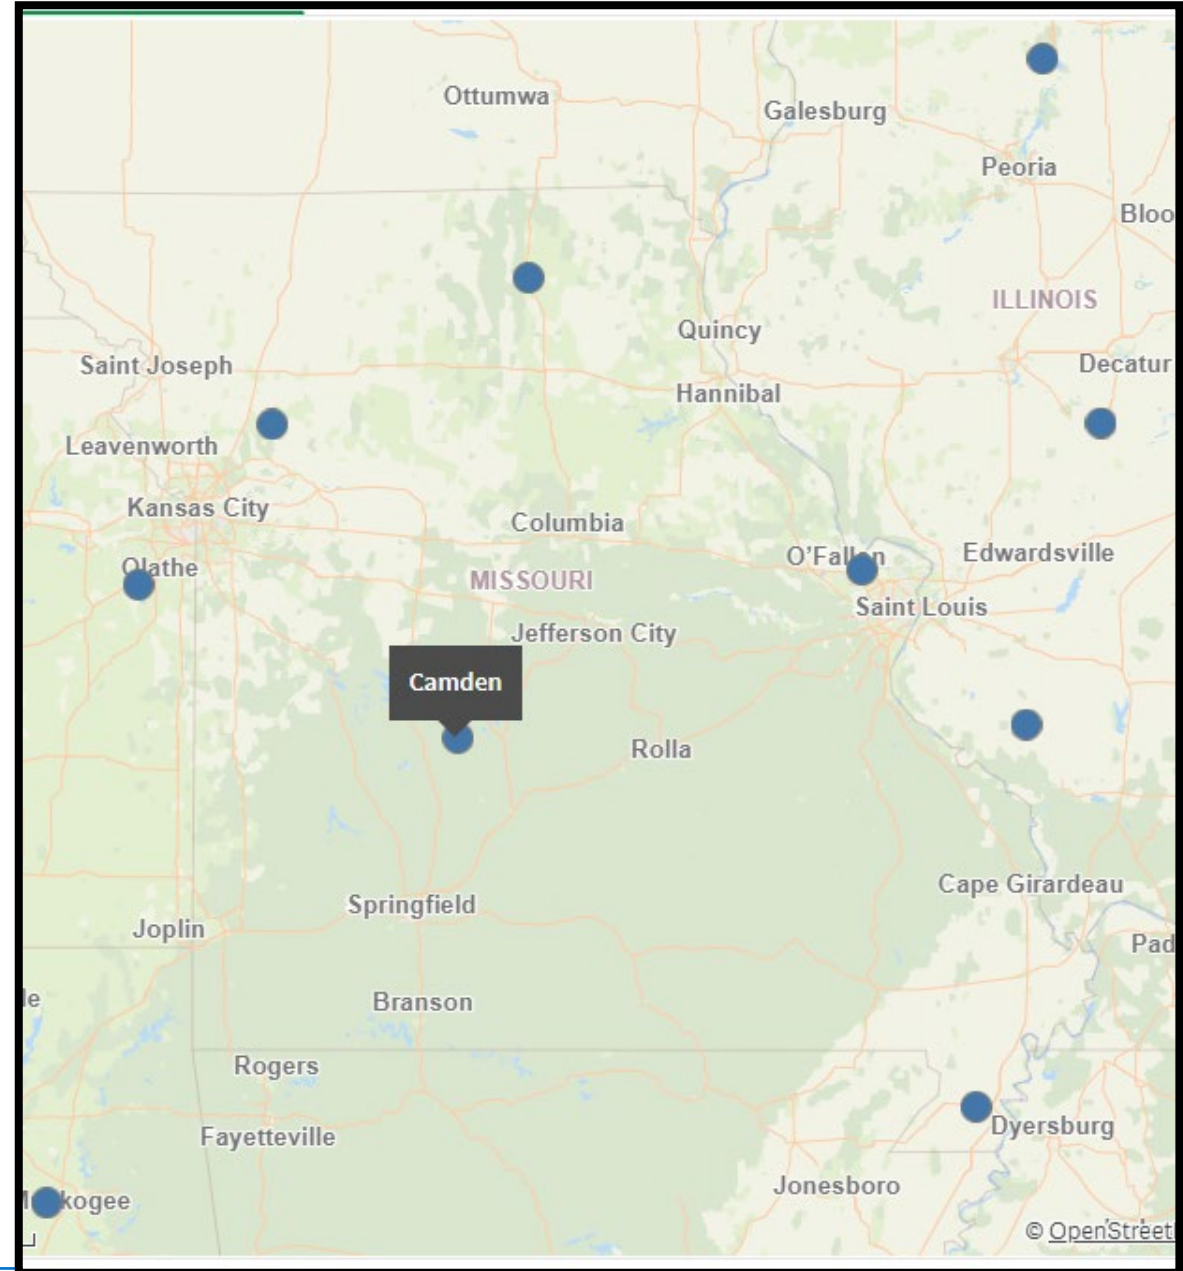 Ottumwa
Galesburg
Peoria
Bloo
ILLINOIS
Quincy
Saint Joseph
Decatur
Hannibal
Leavenworth
Kansas City
Columbia
O'Fallon
Edwardsville
Olathe
MISSOURI
Saint Louis
Jefferson City
Camden
Rolla
Cape Girardeau
Springfield
Joplin
Pad
le
Branson
Rogers
Dyersburg
Fayetteville
Jonesboro
kogee
© OpenStreet